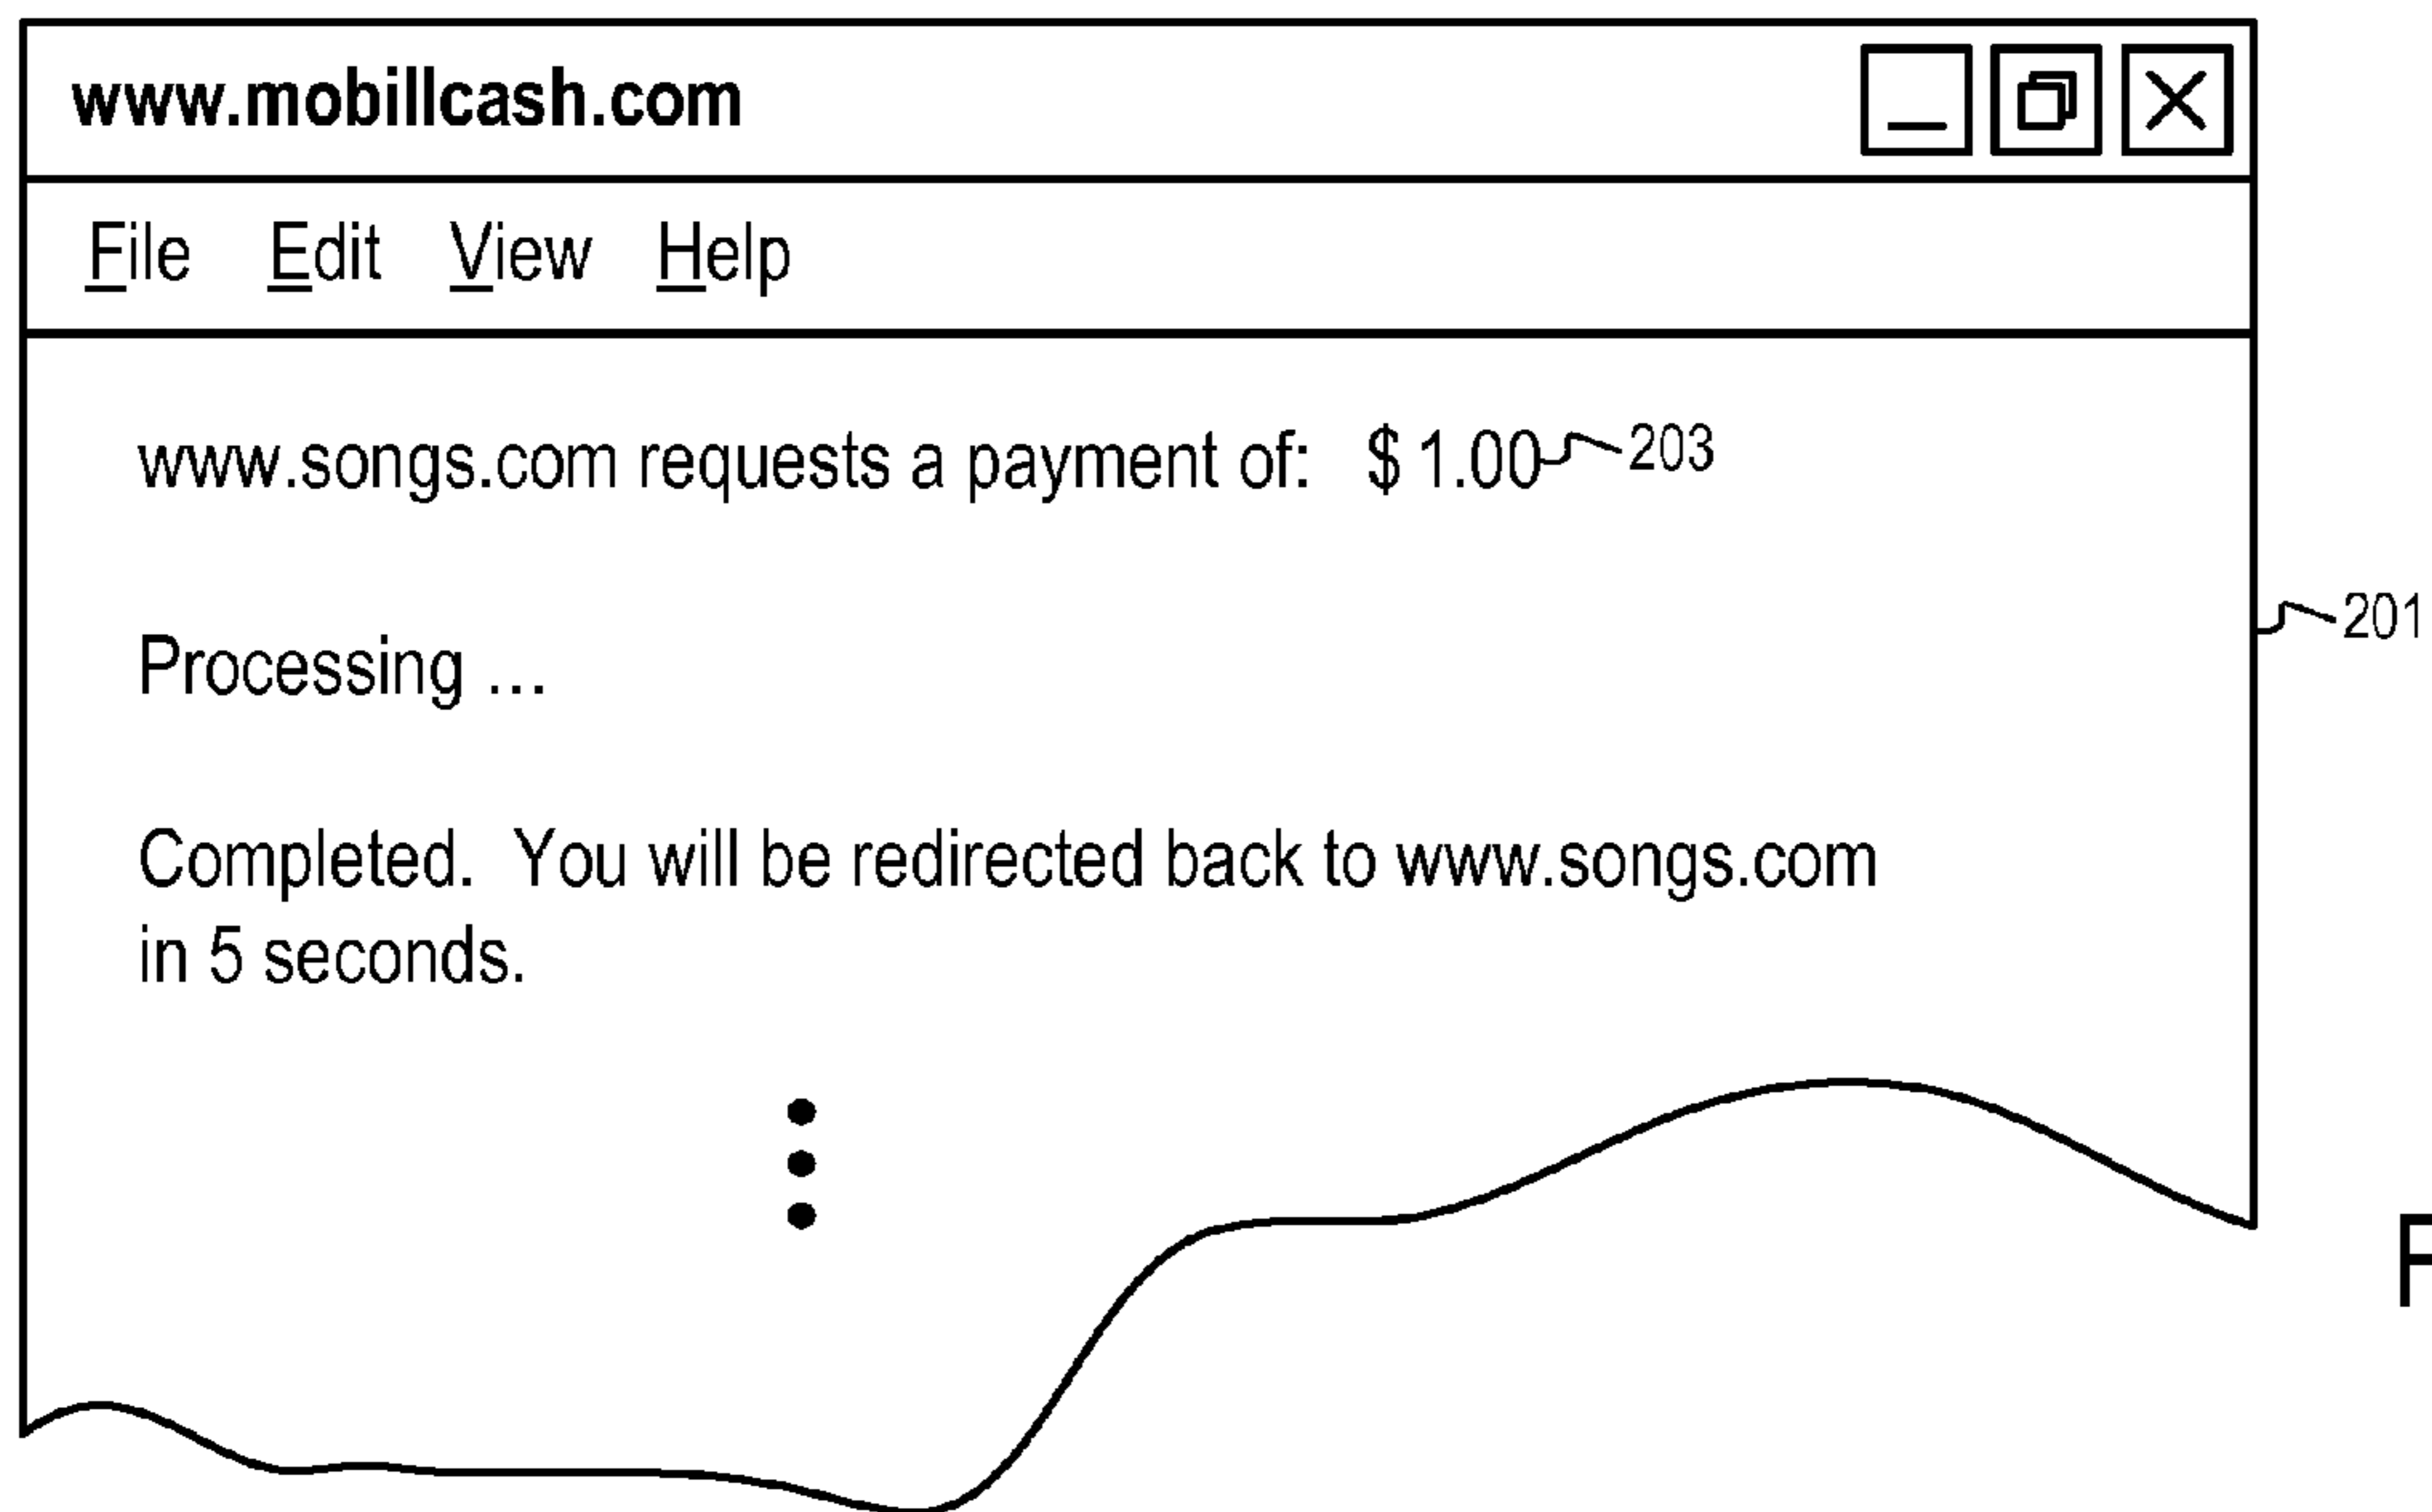 www.mobillcash.com
File Edit View Help
www.songs.com requests a payment of: $ 1.00 203
201
Processing ...
Completed. You will be redirected back to www.songs.com
in 5 seconds.